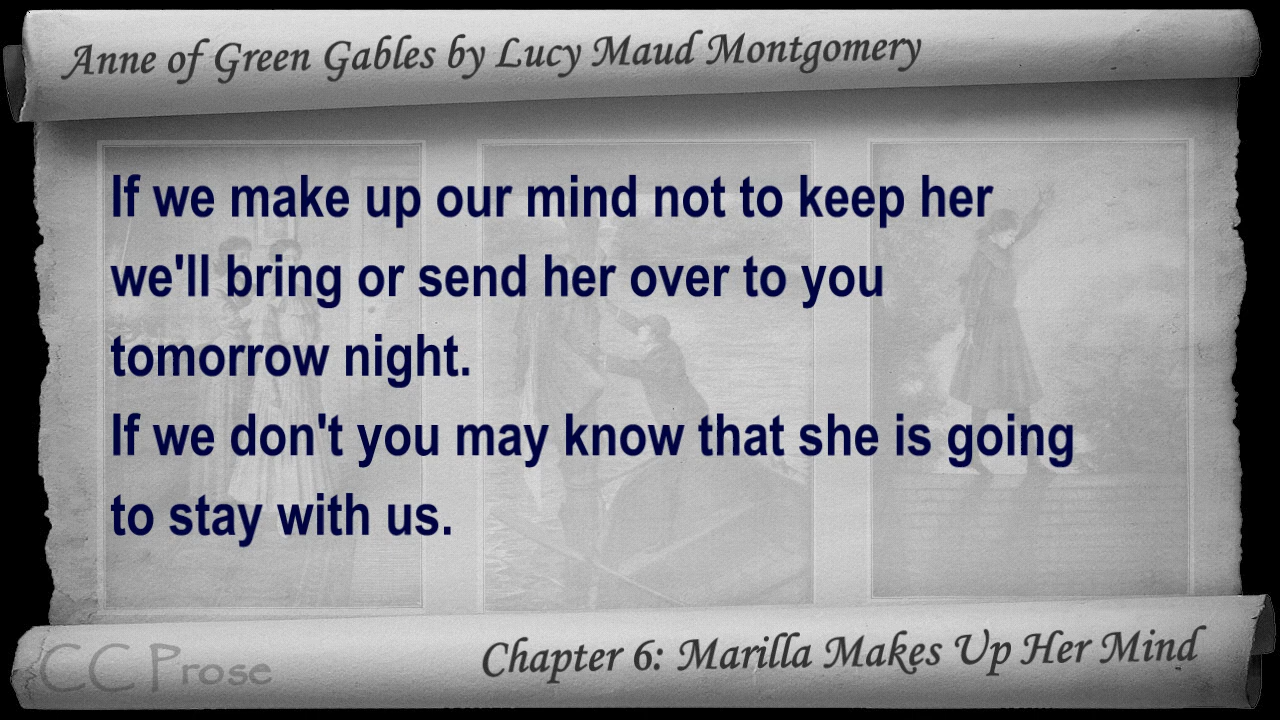 Anne of Green Gables by Lucy Maud Montgomery
If we make up our mind not to keep her
we'll bring or send her over to you
tomorrow night.
If we don't you may know that she is going
to stay with us.
CC Prose
Chapter 6: Marilla Makes Up Her Mind